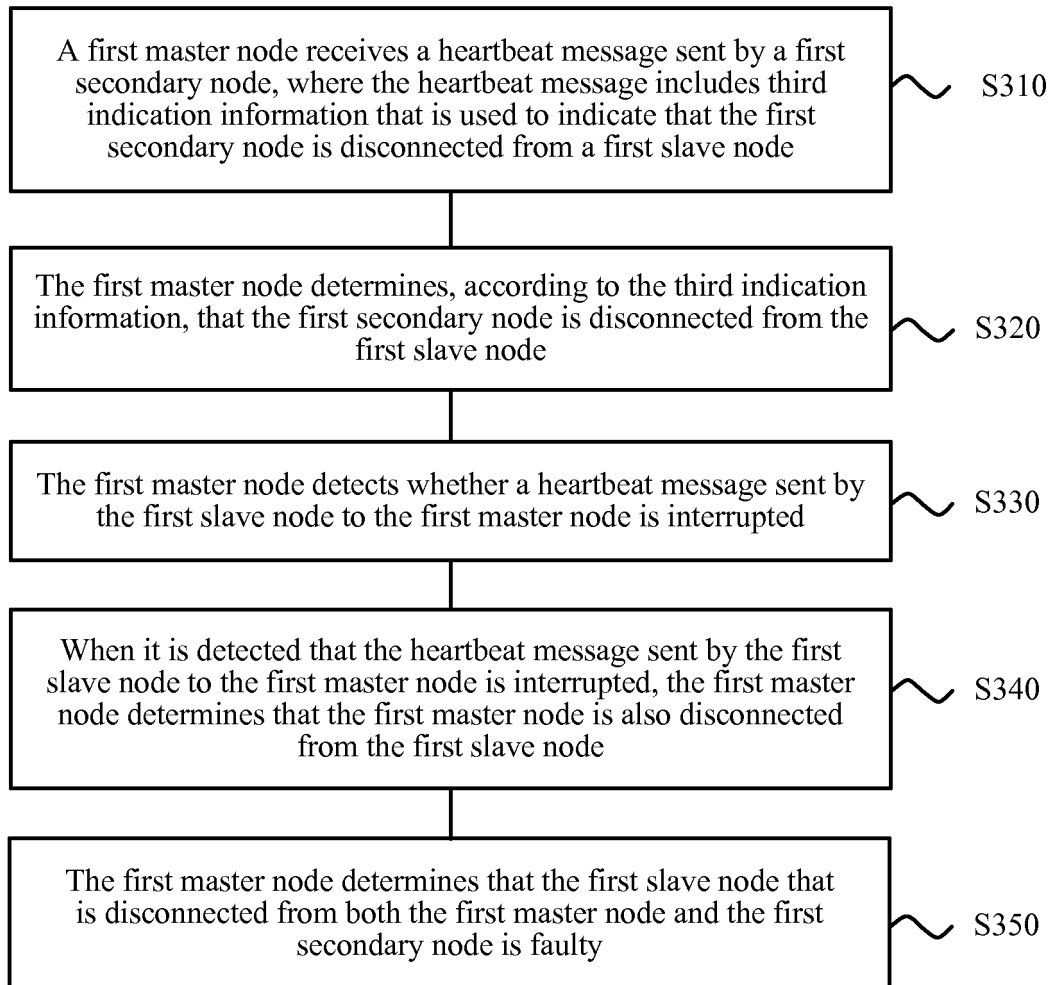 A first master node receives a heartbeat message sent by a first
secondary node, where the heartbeat message includes third
indication information that is used to indicate that the first
secondary node is disconnected from a first slave node
S310
The first master node determines, according to the third indication
information, that the first secondary node is disconnected from the
first slave node
S320
The first master node detects whether a heartbeat message sent by
the first slave node to the first master node is interrupted
S330
When it is detected that the heartbeat message sent by the first
slave node to the first master node is interrupted, the first master
node determines that the first master node is also disconnected
from the first slave node
S340
The first master node determines that the first slave node that
is disconnected from both the first master node and the first
secondary node is faulty
S350